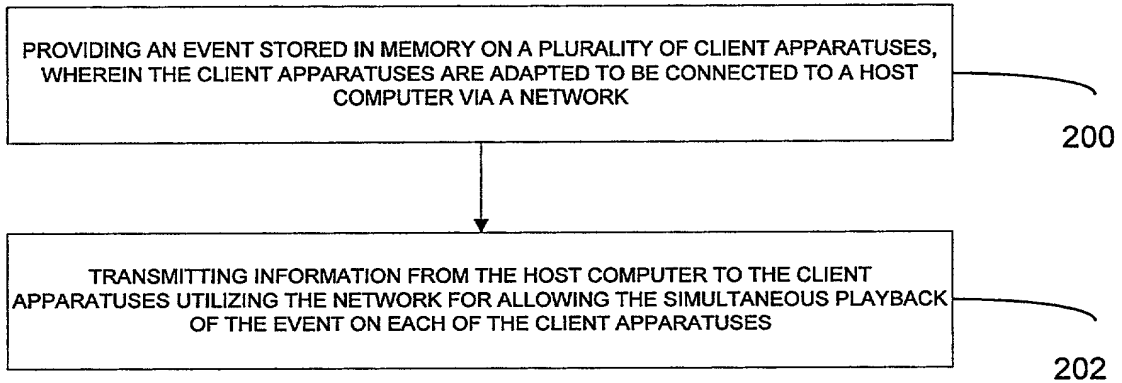 PROVIDING AN EVENT STORED IN MEMORY ON A PLURALITY OF CLIENT APPARATUSES,
WHEREIN THE CLIENT APPARATUSES ARE ADAPTED TO BE CONNECTED TO A HOST
COMPUTER VIA A NETWORK
200
TRANSMITTING INFORMATION FROM THE HOST COMPUTER TO THE CLIENT
APPARATUSES UTILIZING THE NETWORK FOR ALLOWING THE SIMULTANEOUS PLAYBACK
OF THE EVENT ON EACH OF THE CLIENT APPARATUSES
202